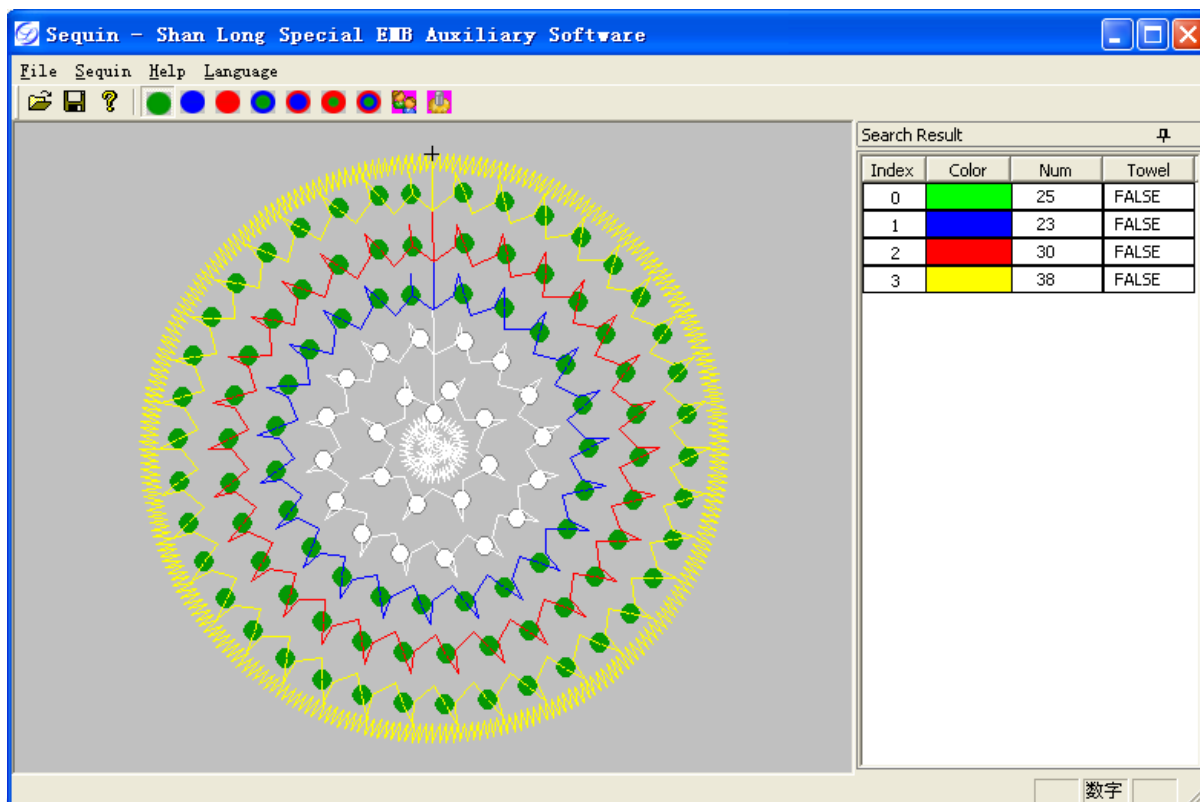 Sequin - Shan Long Special EMB Auxiliary Software
File Sequin Help Language
Search Result
Index Color Num Towel
0 25 FALSE
1 23 FALSE
2 30 FALSE
3 38 FALSE
数字